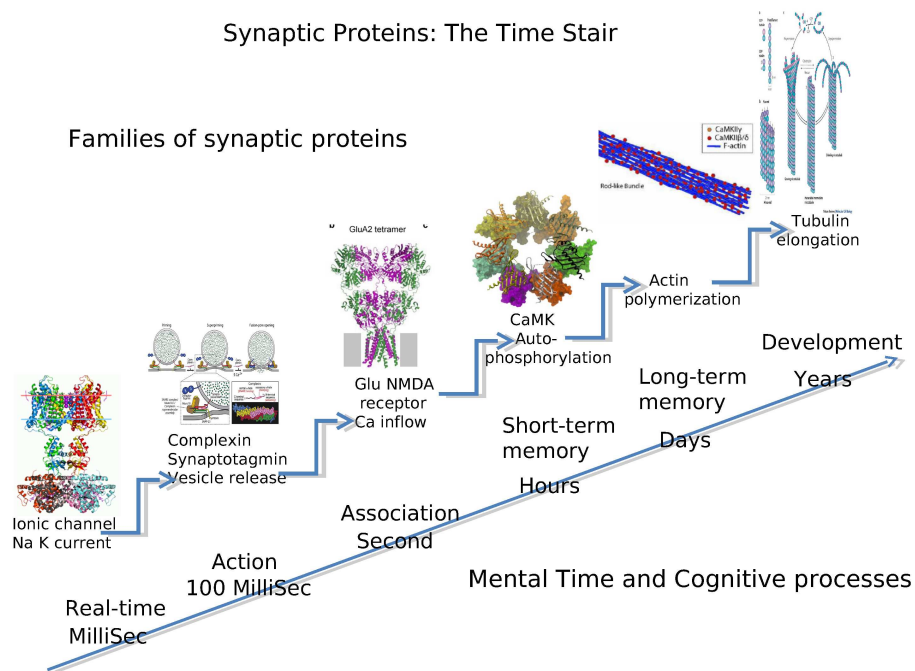 Synaptic Proteins: The Time Stair
Families of synaptic proteins
CaMKIIγ
CaMKIIβ/δ
F-actin
Rod-like Bundle
Tubulin
elongation
b GluA2 tetramer c
Actin
polymerization
CaMK
Auto-
phosphorylation
Glu NMDA
receptor
Ca inflow
Complexin
Synaptotagmin
Vesicle release
Ionic channel
Na K current
Development
Years
Long-term
memory
Days
Short-term
memory
Hours
Association
Second
Action
100 MilliSec
Real-time
MilliSec
Mental Time and Cognitive processes